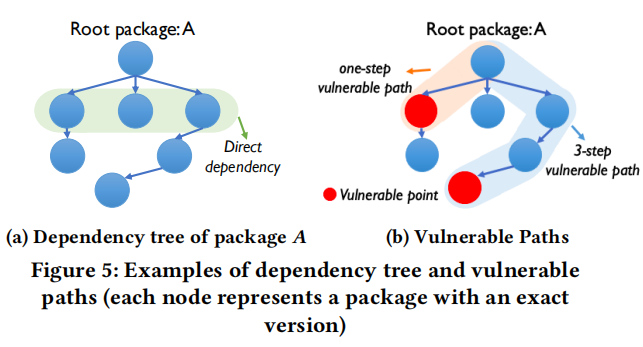 Root package: A
Direct
dependency
(a) Dependency tree of package A
Root package: A
one-step
vulnerable path
3-step
vulnerable path
Vulnerable point
(b) Vulnerable Paths
Figure 5: Examples of dependency tree and vulnerable
paths (each node represents a package with an exact
version)